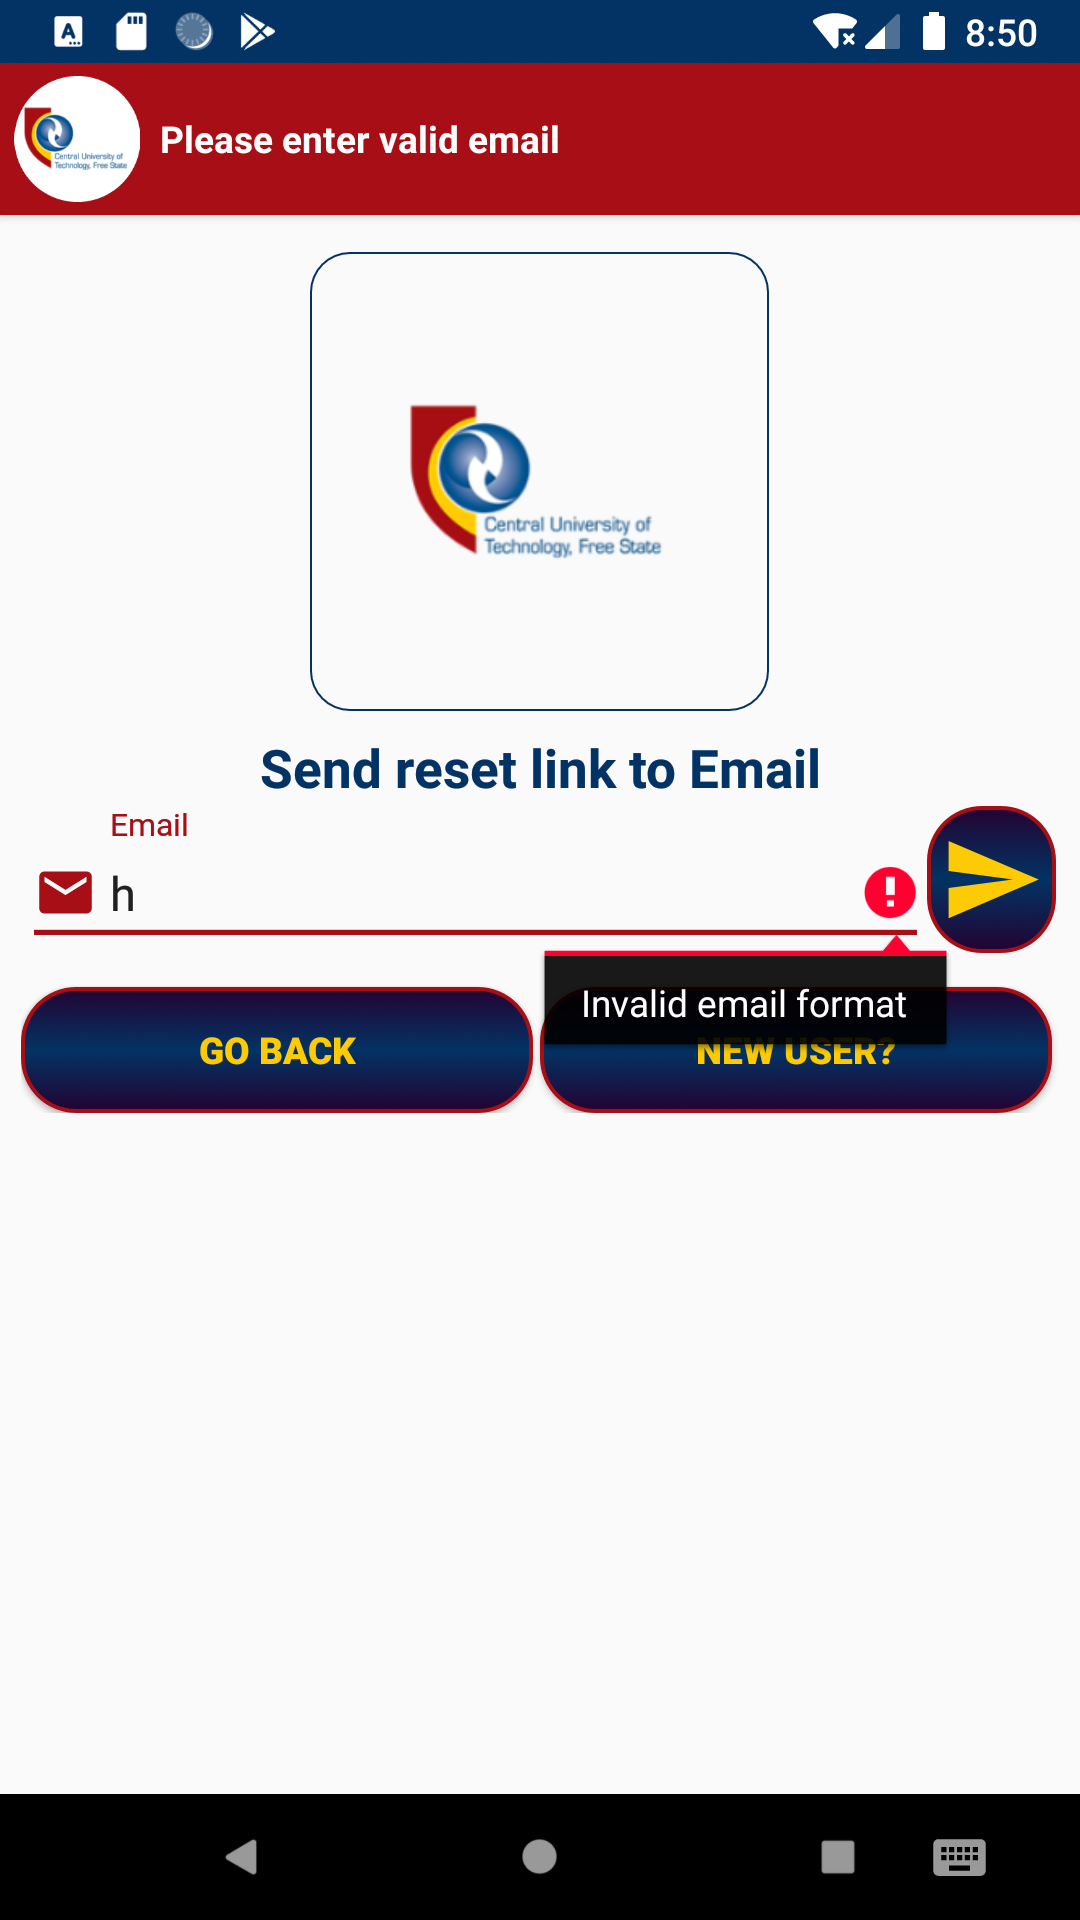 8:50
Central University of
Technology, Free State
Please enter valid email
Central University of
Technology, Free State
Send reset link to Email
Email
h
Invalid email format
GO BACK
NEW USER?